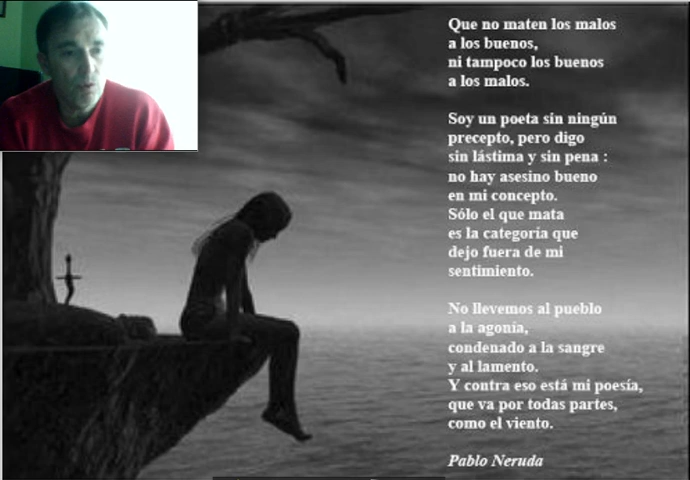 Que no maten los malos
a los buenos,
ni tampoco los buenos
a los malos.
Soy un poeta sin ningún
precepto, pero digo
sin lástima y sin pena :
no hay asesino bueno
en mi concepto.
Sólo el que mata
es la categoría que
dejo fuera de mi
sentimiento.
No llevemos al pueblo
a la agonía,
condenado a la sangre
y al lamento.
Y contra eso está mi poesía,
que va por todas partes,
como el viento.
Pablo Neruda